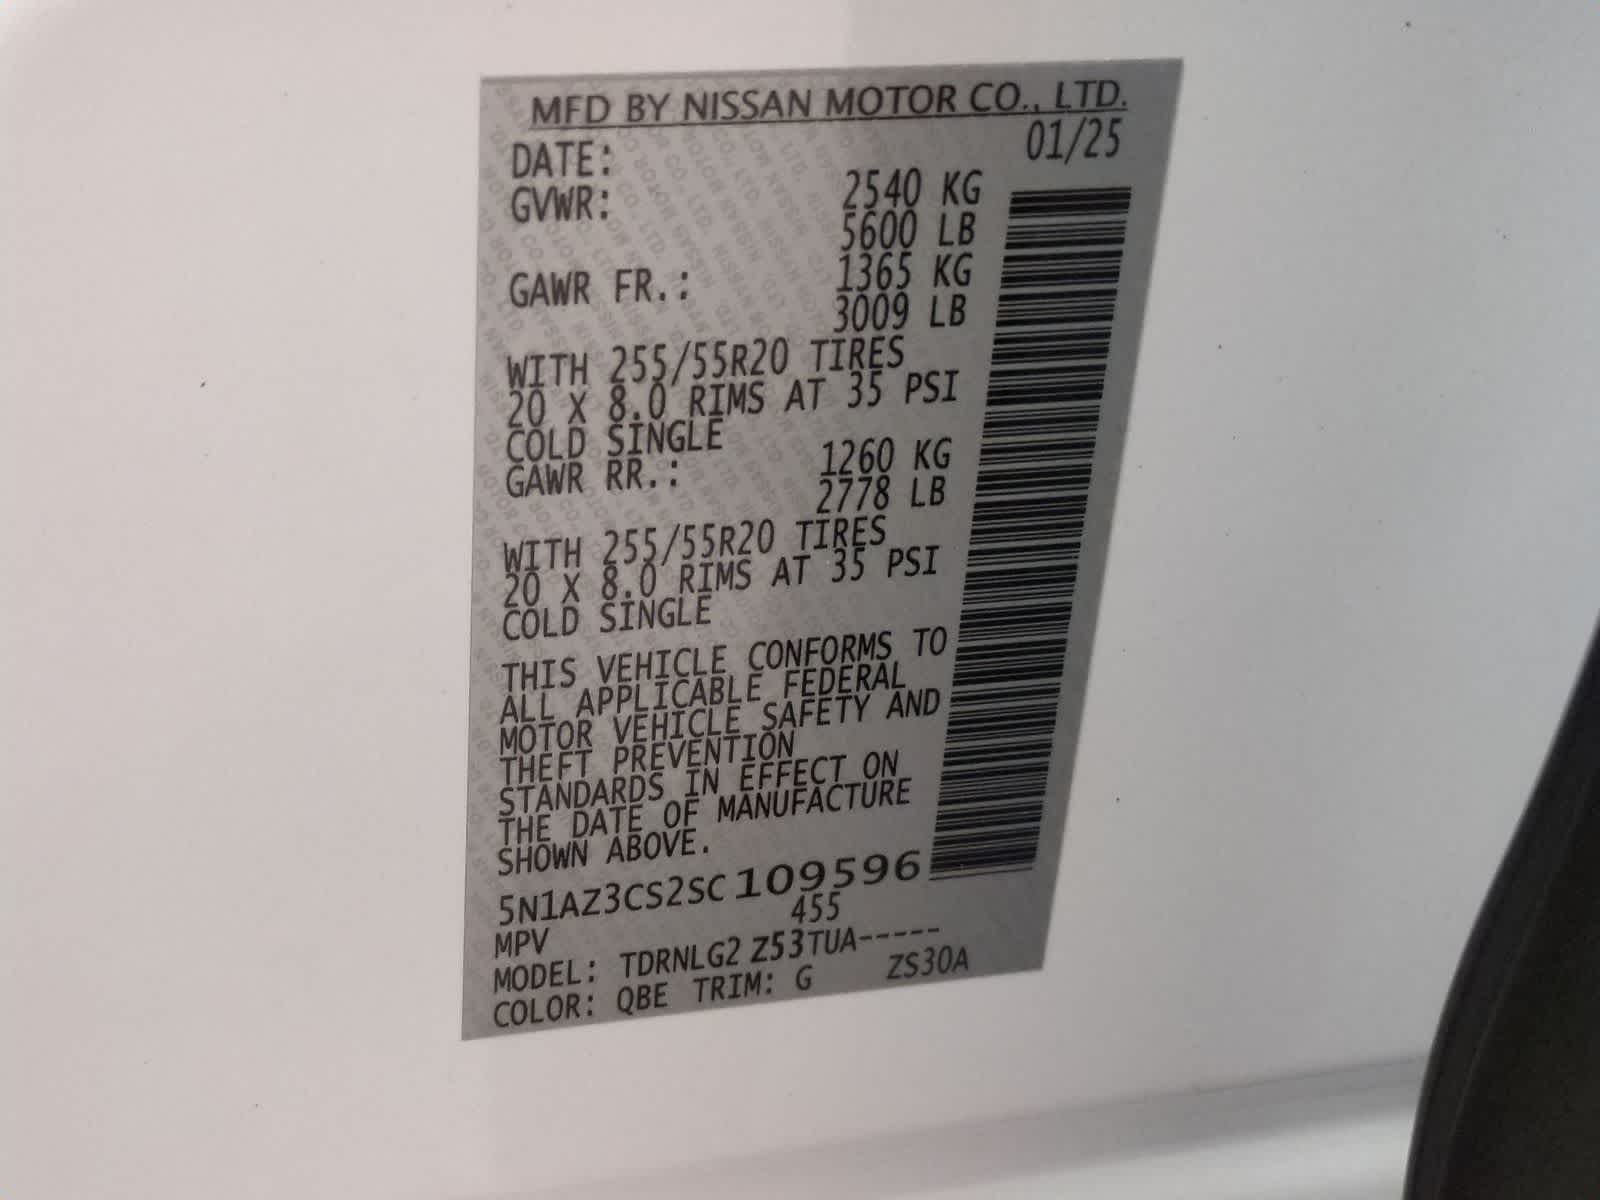 MFD BY NISSAN MOTOR CO., LTD.
DATE: 01/25
GVWR: 2540 KG
5600 LB
GAWR FR.: 1365 KG
3009 LB
WITH 255/55R20 TIRES
20 X 8.0 RIMS AT 35 PSI
COLD SINGLE
GAWR RR.: 1260 KG
2778 LB
WITH 255/55R20 TIRES
20 X 8.0 RIMS AT 35 PSI
COLD SINGLE
THIS VEHICLE CONFORMS TO
ALL APPLICABLE FEDERAL
MOTOR VEHICLE SAFETY AND
THEFT PREVENTION
STANDARDS IN EFFECT ON
THE DATE OF MANUFACTURE
SHOWN ABOVE.
5N1AZ3CS2SC109596
MPV 455
MODEL: TDRNLG2 Z53TUA-----
COLOR: QBE TRIM: G ZS30A